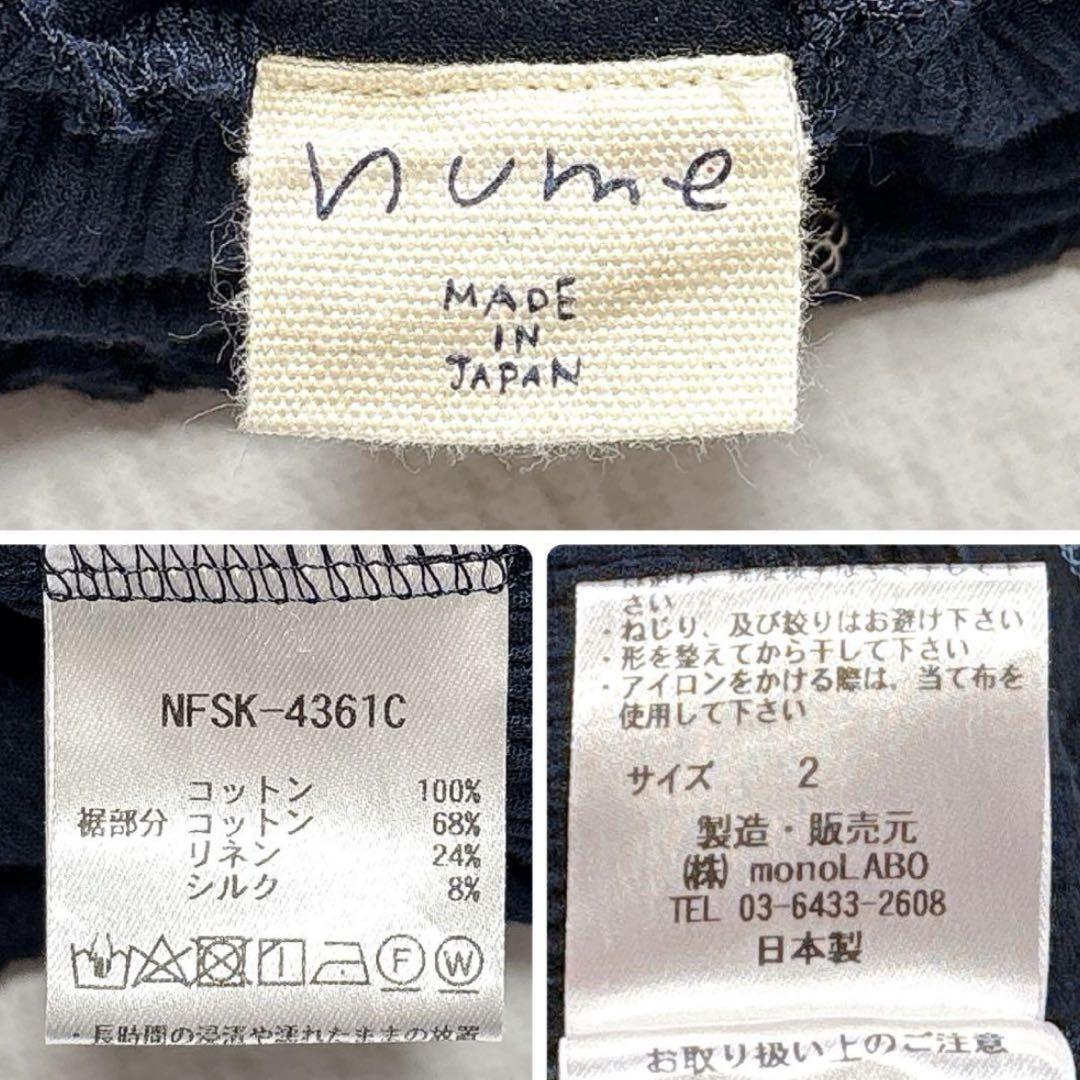 nume
MADE
IN
JAPAN
NFSK-4361C
コットン 100%
裾部分 コットン 68%
リネン 24%
シルク 8%
F W
・長時間の浸漬や濡れたままの放置
さい
・ねじり、及び絞りはお避け下さい
・形を整えてから干して下さい
・アイロンをかける際は、当て布を
使用して下さい
サイズ 2
製造・販売元
(株) monoLABO
TEL 03-6433-2608
日本製
お取り扱い上のご注意